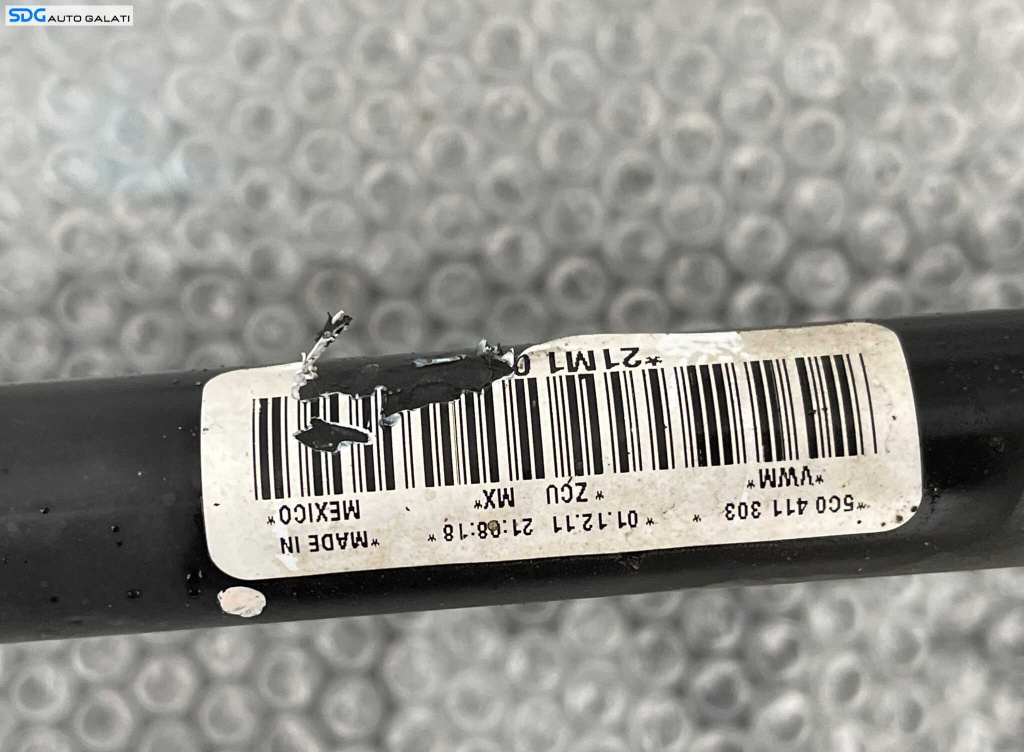 SDG AUTO GALATI
*5C0 411 303 * *01.12.11 21:08:18* *MADE IN
*VWM* * ZCU MX* MEXICO*
*21M1